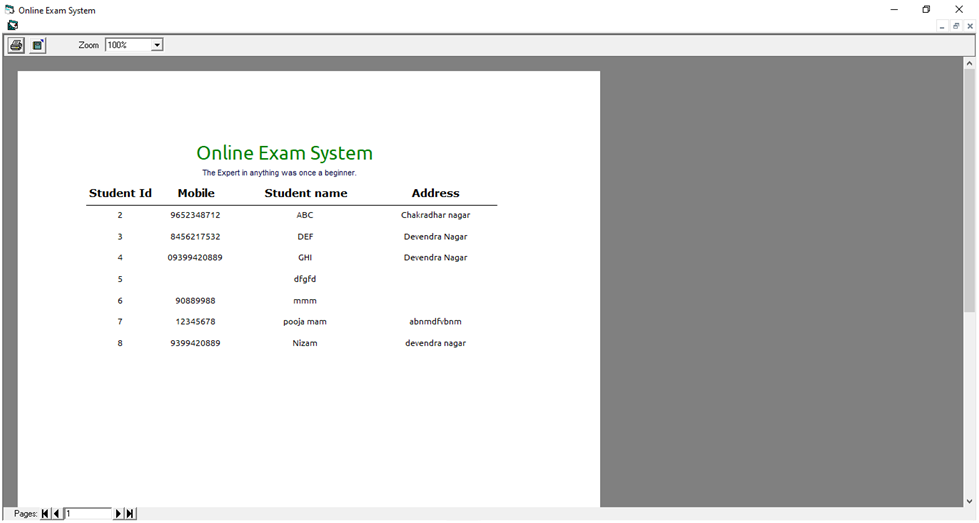 Online Exam System
Zoom 100%
Online Exam System
The Expert in anything was once a beginner.
Student Id Mobile Student name Address
2 9652348712 ABC Chakradhar nagar
3 8456217532 DEF Devendra Nagar
4 09399420889 GHI Devendra Nagar
5 dfgfd
6 90889988 mmm
7 12345678 pooja mam abnmdfvbnm
8 9399420889 Nizam devendra nagar
Pages: 1